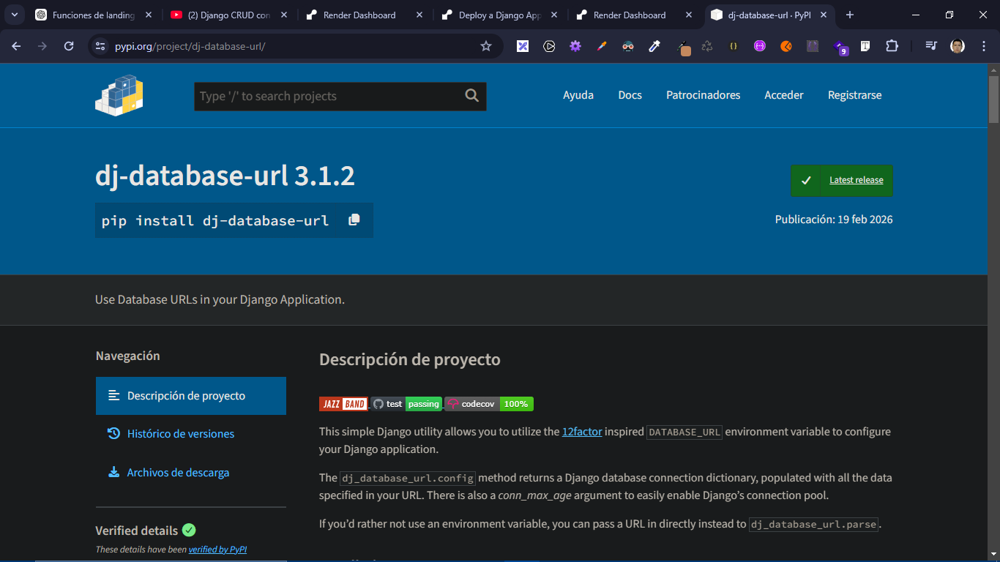 Funciones de landing
(2) Django CRUD con
Render Dashboard
Deploy a Django App
Render Dashboard
dj-database-url · PyPI
pypi.org/project/dj-database-url/
9
Type '/' to search projects
Ayuda
Docs
Patrocinadores
Acceder
Registrarse
dj-database-url 3.1.2
Latest release
pip install dj-database-url
Publicación: 19 feb 2026
Use Database URLs in your Django Application.
Navegación
Descripción de proyecto
Histórico de versiones
Archivos de descarga
Verified details
These details have been verified by PyPI
Descripción de proyecto
JAZZ BAND test passing codecov 100%
This simple Django utility allows you to utilize the 12factor inspired DATABASE_URL environment variable to configure
your Django application.
The dj_database_url.config method returns a Django database connection dictionary, populated with all the data
specified in your URL. There is also a conn_max_age argument to easily enable Django’s connection pool.
If you’d rather not use an environment variable, you can pass a URL in directly instead to dj_database_url.parse.